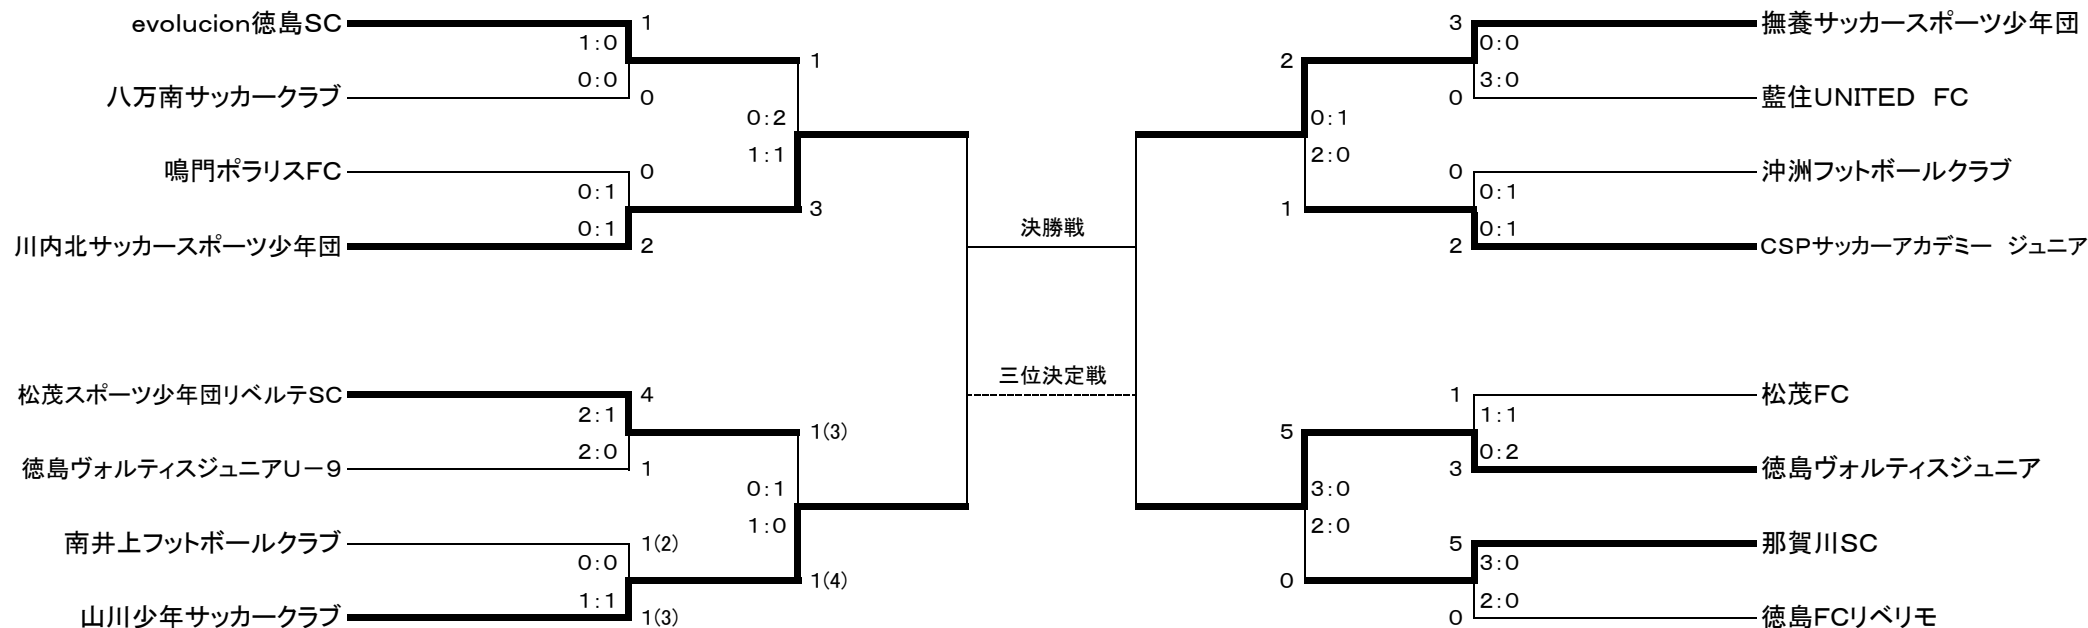 evolucion徳島SC 1 3 撫養サッカースポーツ少年団
1:0 0:0
1 2
0:0 3:0
八万南サッカークラブ 0 0 藍住UNITED FC
0:2 0:1
1:1 2:0
鳴門ポラリスFC 0 0 沖洲フットボールクラブ
0:1 0:1
3 1
0:1 決勝戦 0:1
川内北サッカースポーツ少年団 2 2 CSPサッカーアカデミー ジュニア
三位決定戦
松茂スポーツ少年団リベルテSC 4 1 松茂FC
2:1 1:1
1(3) 5
2:0 0:2
徳島ヴォルティスジュニアU－9 1 3 徳島ヴォルティスジュニア
0:1 3:0
1:0 2:0
南井上フットボールクラブ 1(2) 5 那賀川SC
0:0 3:0
1(4) 0
1:1 2:0
山川少年サッカークラブ 1(3) 0 徳島FCリベリモ